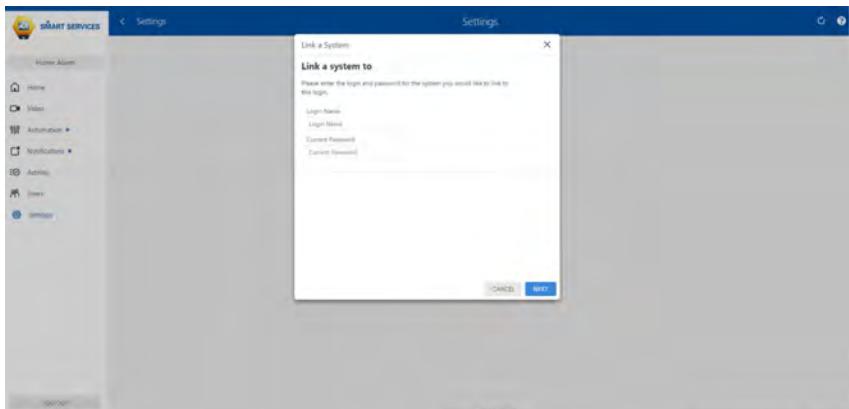 SMART SERVICES
Settings
Settings
Home Alarm
Home
Video
Automation
Notifications
Activity
Users
Settings
Link a System
Link a system to
Please enter the login and password for the system you would like to link to
this login.
Login Name
Login Name
Current Password
Current Password
CANCEL
NEXT